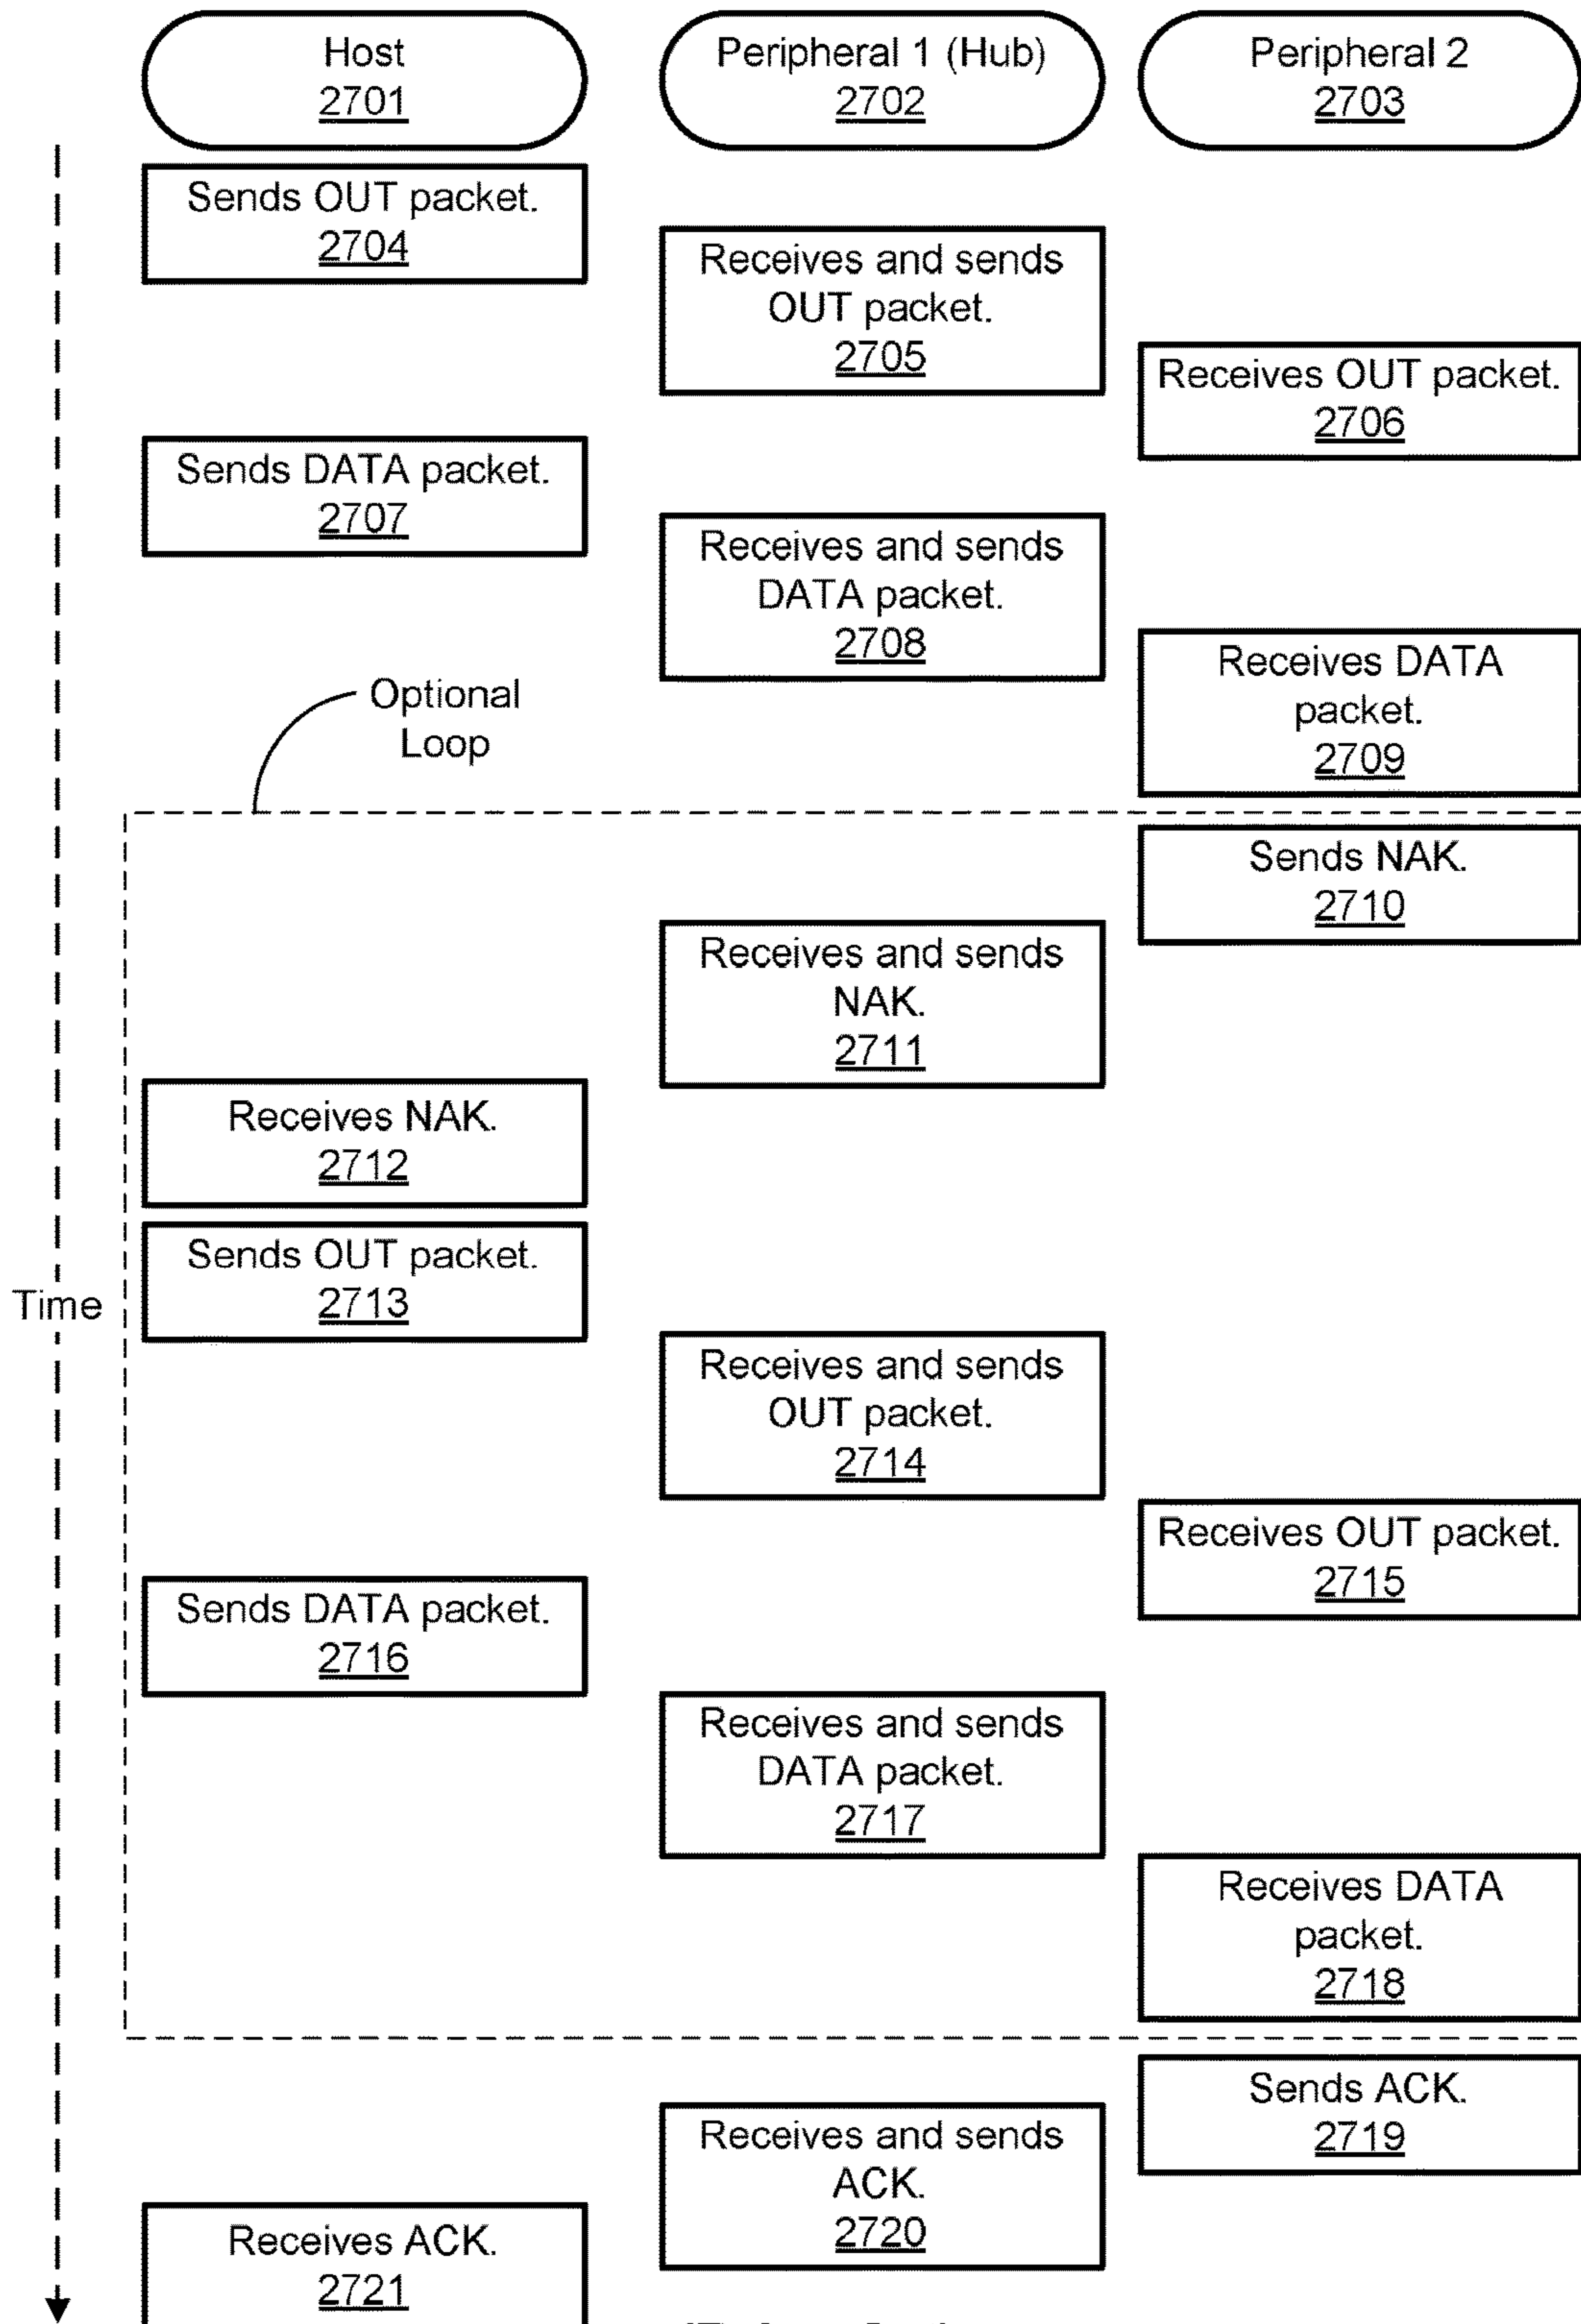 Host
2701
Peripheral 1 (Hub)
2702
Peripheral 2
2703
Sends OUT packet.
2704
Receives and sends
OUT packet.
2705
Receives OUT packet.
2706
Sends DATA packet.
2707
Receives and sends
DATA packet.
2708
Receives DATA
packet.
2709
Optional
Loop
Sends NAK.
2710
Receives and sends
NAK.
2711
Receives NAK.
2712
Sends OUT packet.
2713
Time
Receives and sends
OUT packet.
2714
Receives OUT packet.
2715
Sends DATA packet.
2716
Receives and sends
DATA packet.
2717
Receives DATA
packet.
2718
Sends ACK.
2719
Receives and sends
ACK.
2720
Receives ACK.
2721